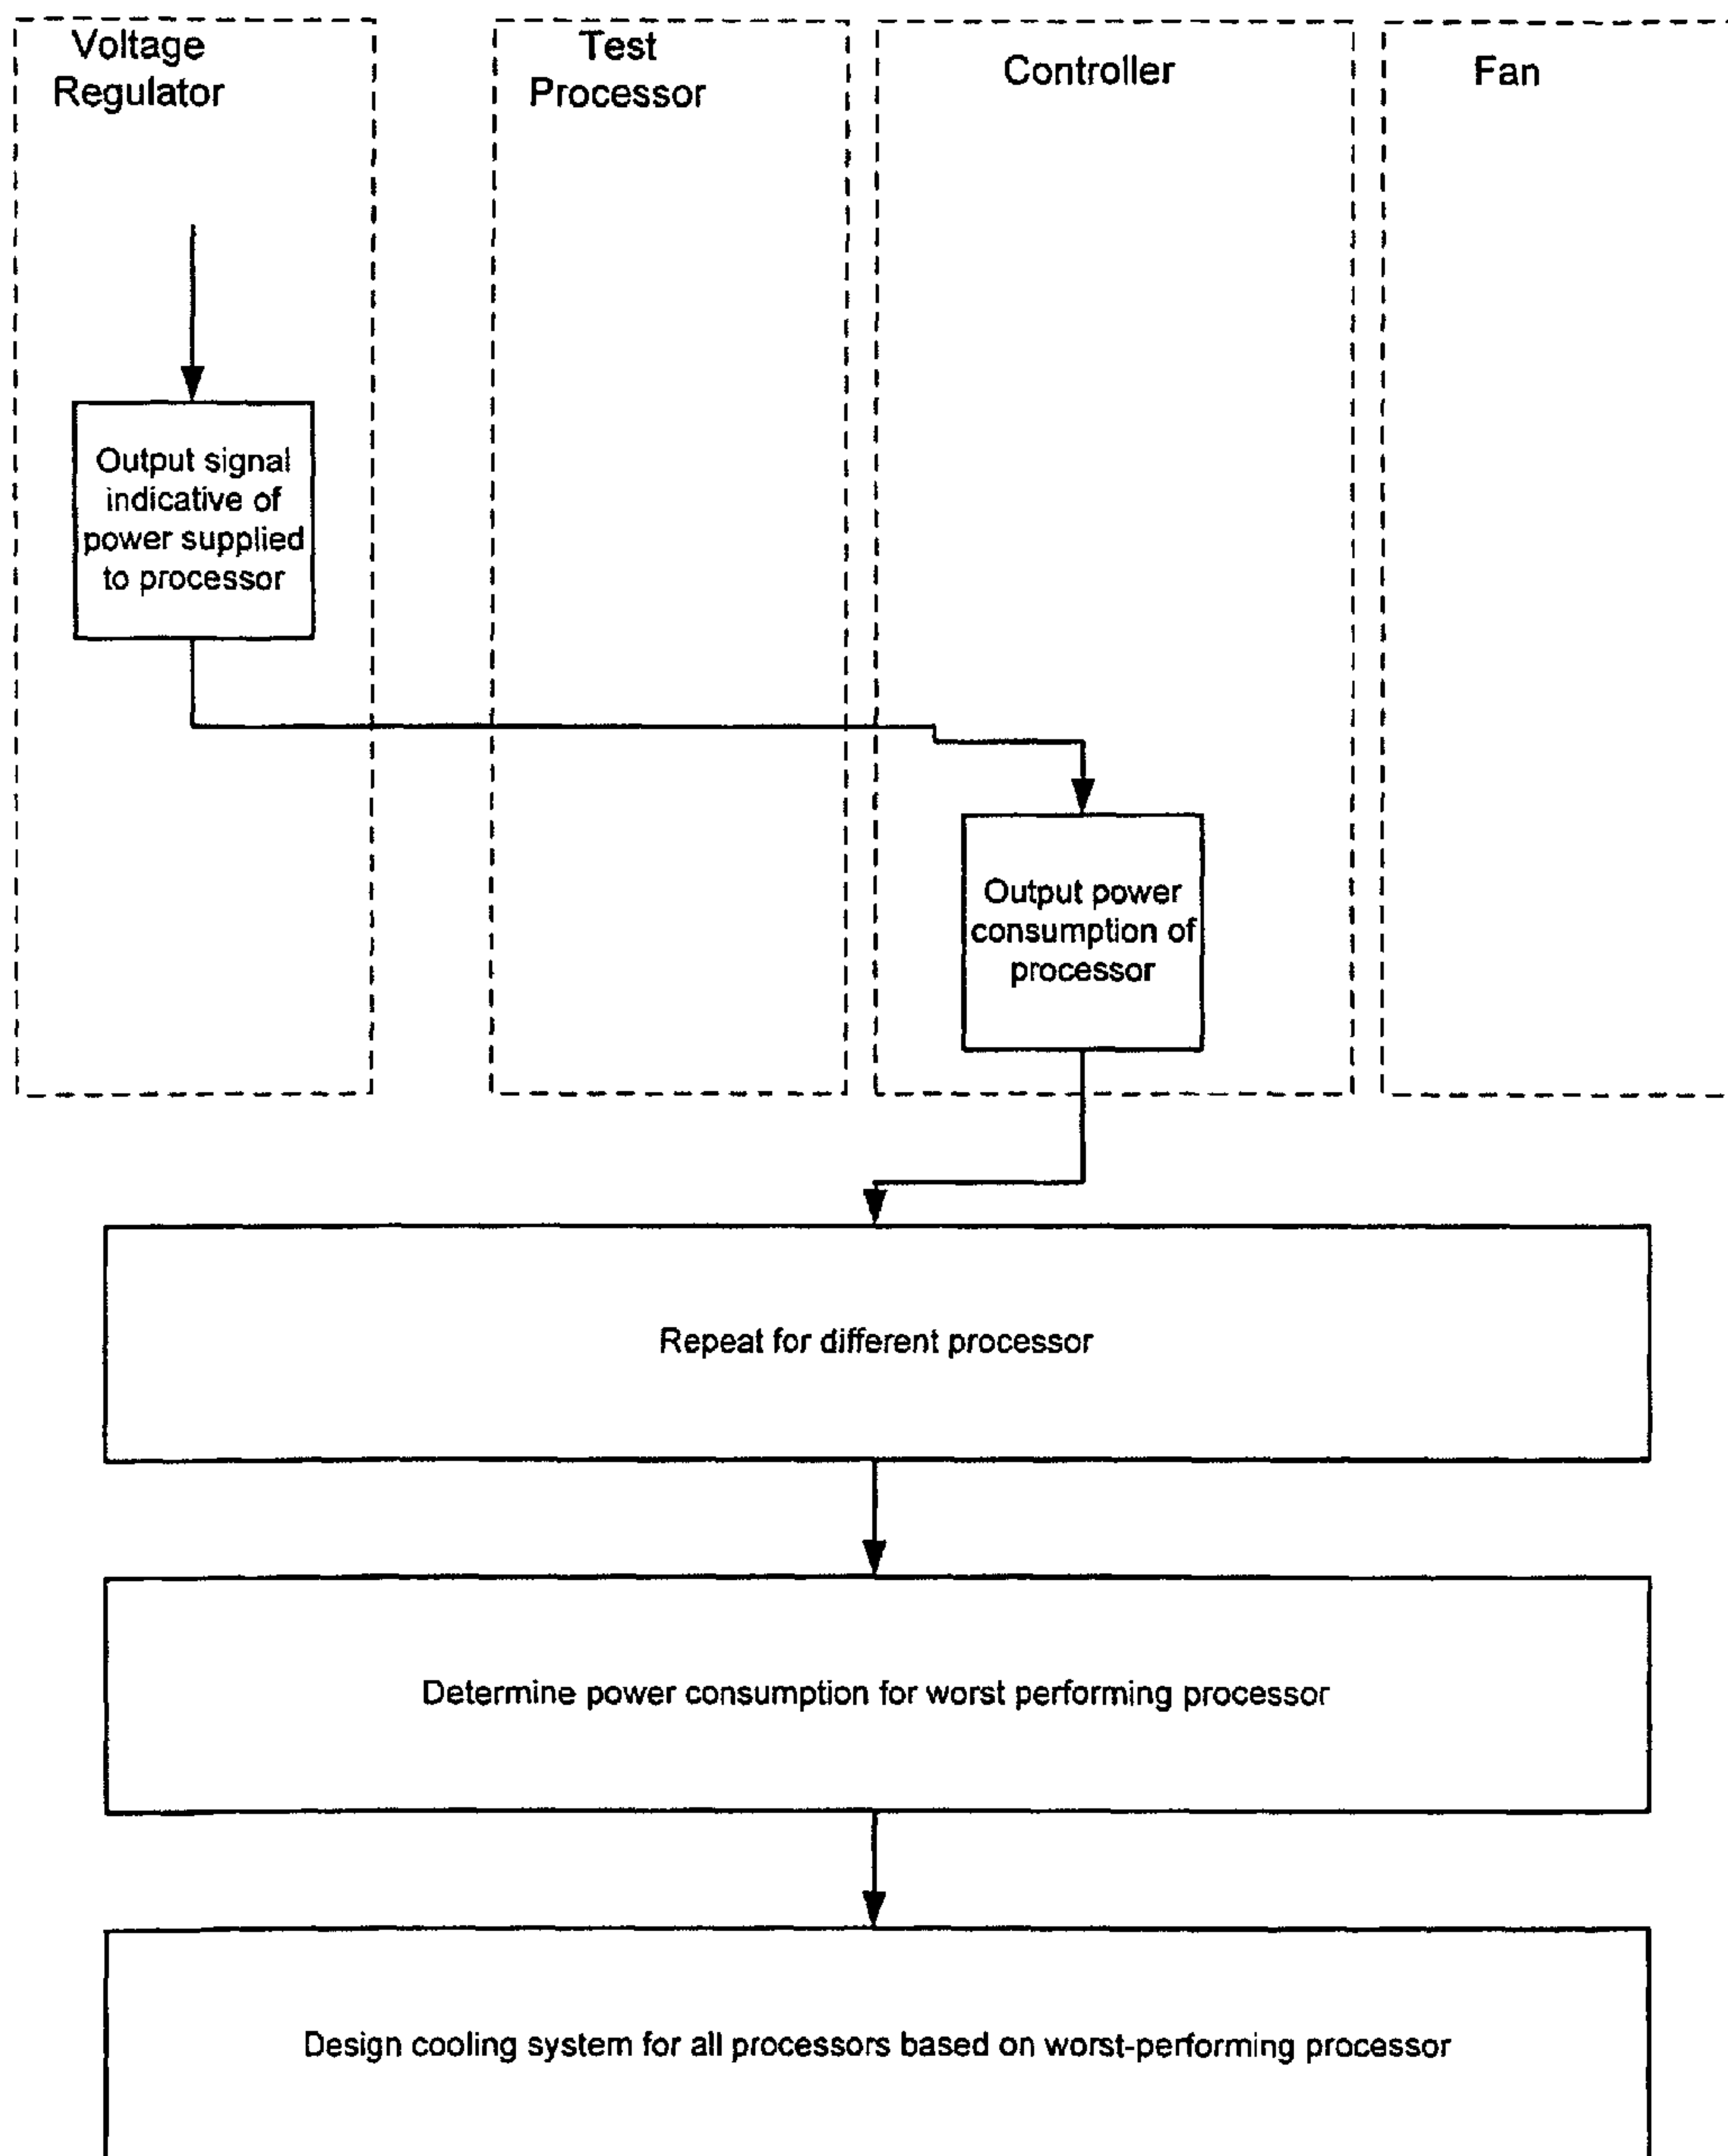 Voltage
Regulator
Test
Processor
Controller
Fan
Output signal
indicative of
power supplied
to processor
Output power
consumption of
processor
Repeat for different processor
Determine power consumption for worst performing processor
Design cooling system for all processors based on worst-performing processor